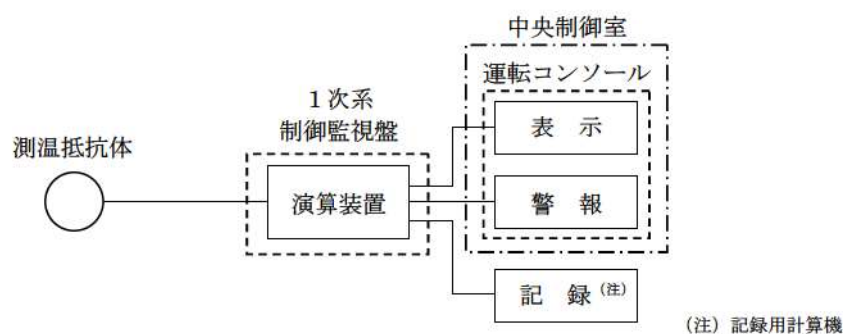 中央制御室
運転コンソール
1次系
制御監視盤
測温抵抗体
演算装置
表 示
警 報
記 録 (注)
(注) 記録用計算機